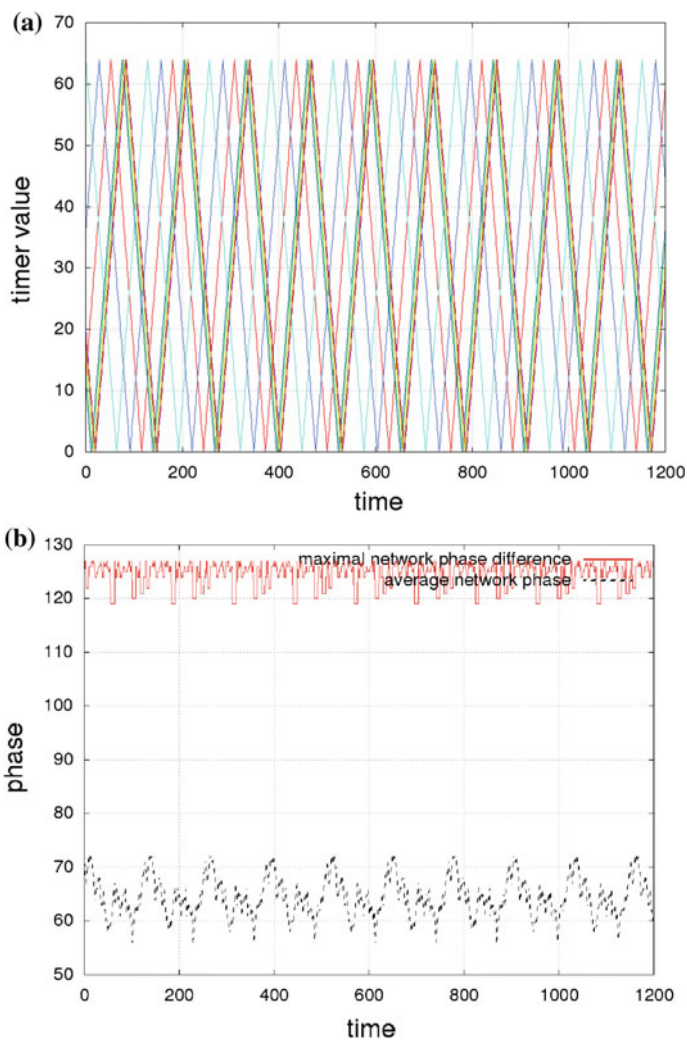 (a)
70
60
50
40
30
20
10
0
timer value
0 200 400 600 800 1000 1200
time
(b)
130
120
110
100
90
80
70
60
50
phase
maximal network phase difference
average network phase
0 200 400 600 800 1000 1200
time